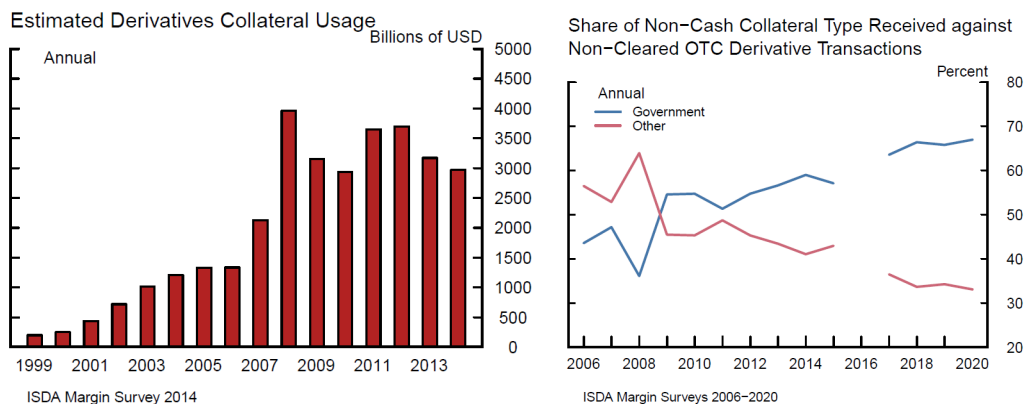 Estimated Derivatives Collateral Usage
Billions of USD
Annual
5000
4500
4000
3500
3000
2500
2000
1500
1000
500
0
1999 2001 2003 2005 2007 2009 2011 2013
ISDA Margin Survey 2014
Share of Non−Cash Collateral Type Received against
Non−Cleared OTC Derivative Transactions
Percent
Annual
Government
Other
80
70
60
50
40
30
20
2006 2008 2010 2012 2014 2016 2018 2020
ISDA Margin Surveys 2006−2020